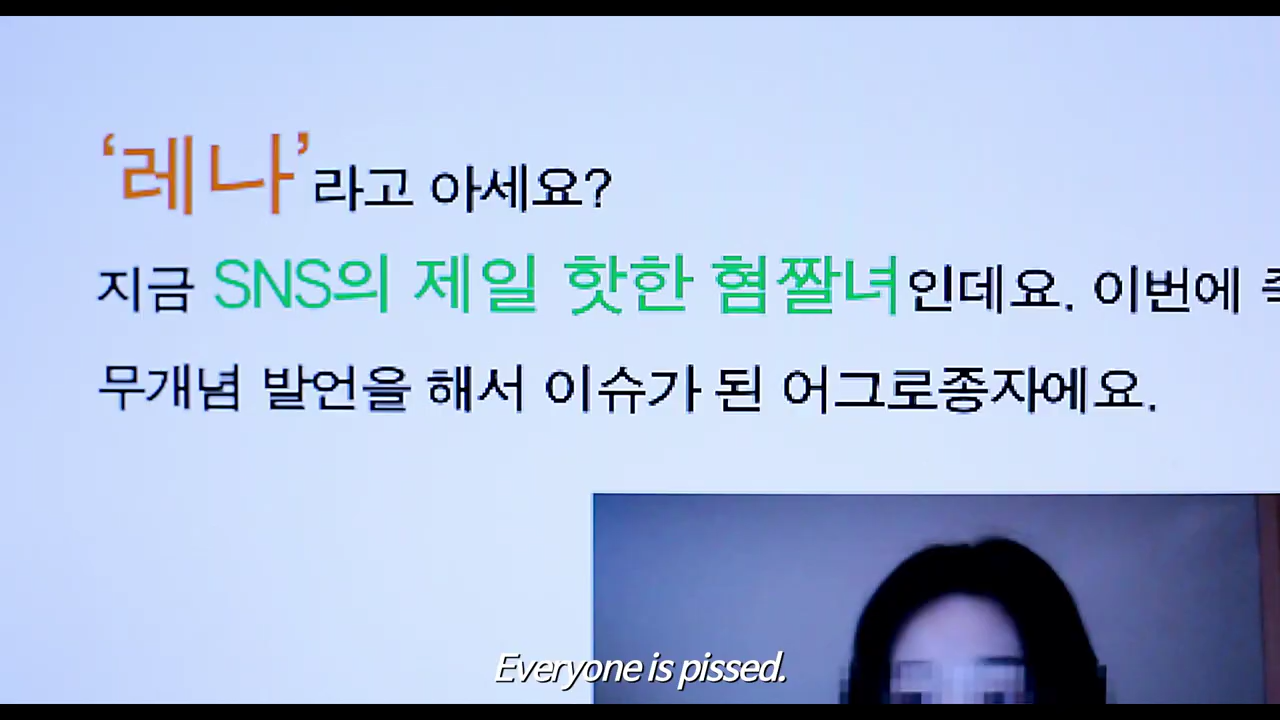 ‘레나’라고 아세요?
지금 SNS의 제일 핫한 혐짤녀인데요. 이번에
무개념 발언을 해서 이슈가 된 어그로종자에요.
Everyone is pissed.